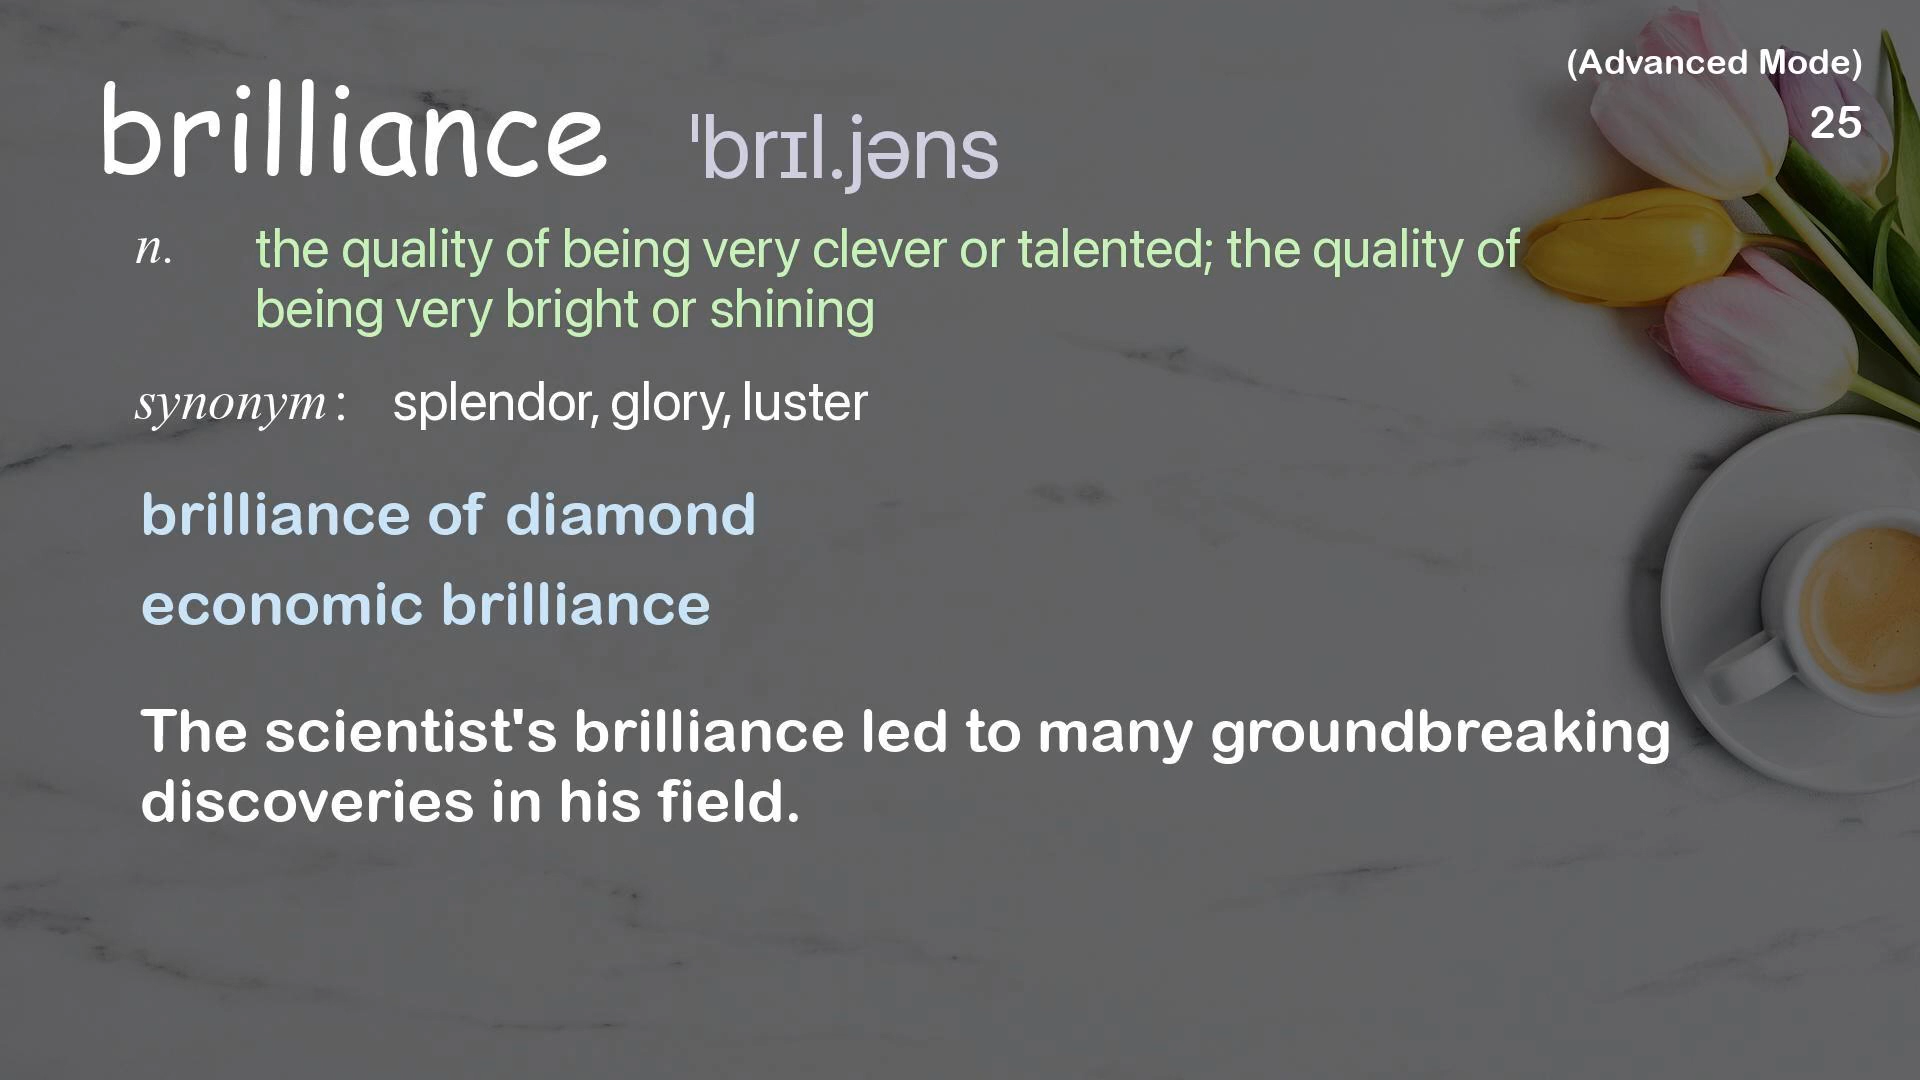 (Advanced Mode)
25
brilliance ˈbrɪl.jəns
n. the quality of being very clever or talented; the quality of
being very bright or shining
synonym: splendor, glory, luster
brilliance of diamond
economic brilliance
The scientist's brilliance led to many groundbreaking
discoveries in his field.